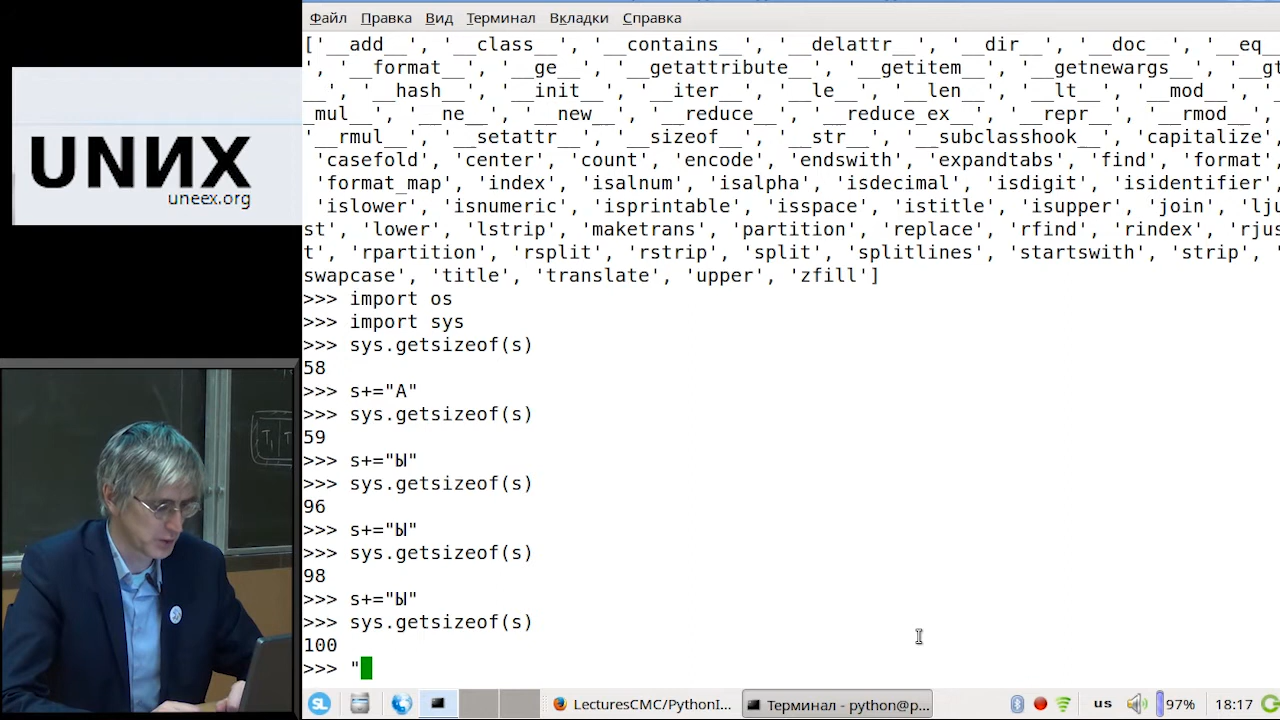 Файл Правка Вид Терминал Вкладки Справка
['__add__', '__class__', '__contains__', '__delattr__', '__dir__', '__doc__', '__eq_
', '__format__', '__ge__', '__getattribute__', '__getitem__', '__getnewargs__', '__gt
__', '__hash__', '__init__', '__iter__', '__le__', '__len__', '__lt__', '__mod__', '_
_mul__', '__ne__', '__new__', '__reduce__', '__reduce_ex__', '__repr__', '__rmod__',
'__rmul__', '__setattr__', '__sizeof__', '__str__', '__subclasshook__', 'capitalize',
'casefold', 'center', 'count', 'encode', 'endswith', 'expandtabs', 'find', 'format',
'format_map', 'index', 'isalnum', 'isalpha', 'isdecimal', 'isdigit', 'isidentifier',
'islower', 'isnumeric', 'isprintable', 'isspace', 'istitle', 'isupper', 'join', 'lju
st', 'lower', 'lstrip', 'maketrans', 'partition', 'replace', 'rfind', 'rindex', 'rjus
t', 'rpartition', 'rsplit', 'rstrip', 'split', 'splitlines', 'startswith', 'strip', '
swapcase', 'title', 'translate', 'upper', 'zfill']
>>> import os
>>> import sys
>>> sys.getsizeof(s)
58
>>> s+="A"
>>> sys.getsizeof(s)
59
>>> s+="Ы"
>>> sys.getsizeof(s)
96
>>> s+="Ы"
>>> sys.getsizeof(s)
98
>>> s+="Ы"
>>> sys.getsizeof(s)
100
>>> "
UNИX
uneex.org
SL
LecturesCMC/PythonI...
Терминал - python@p...
us
97%
18:17